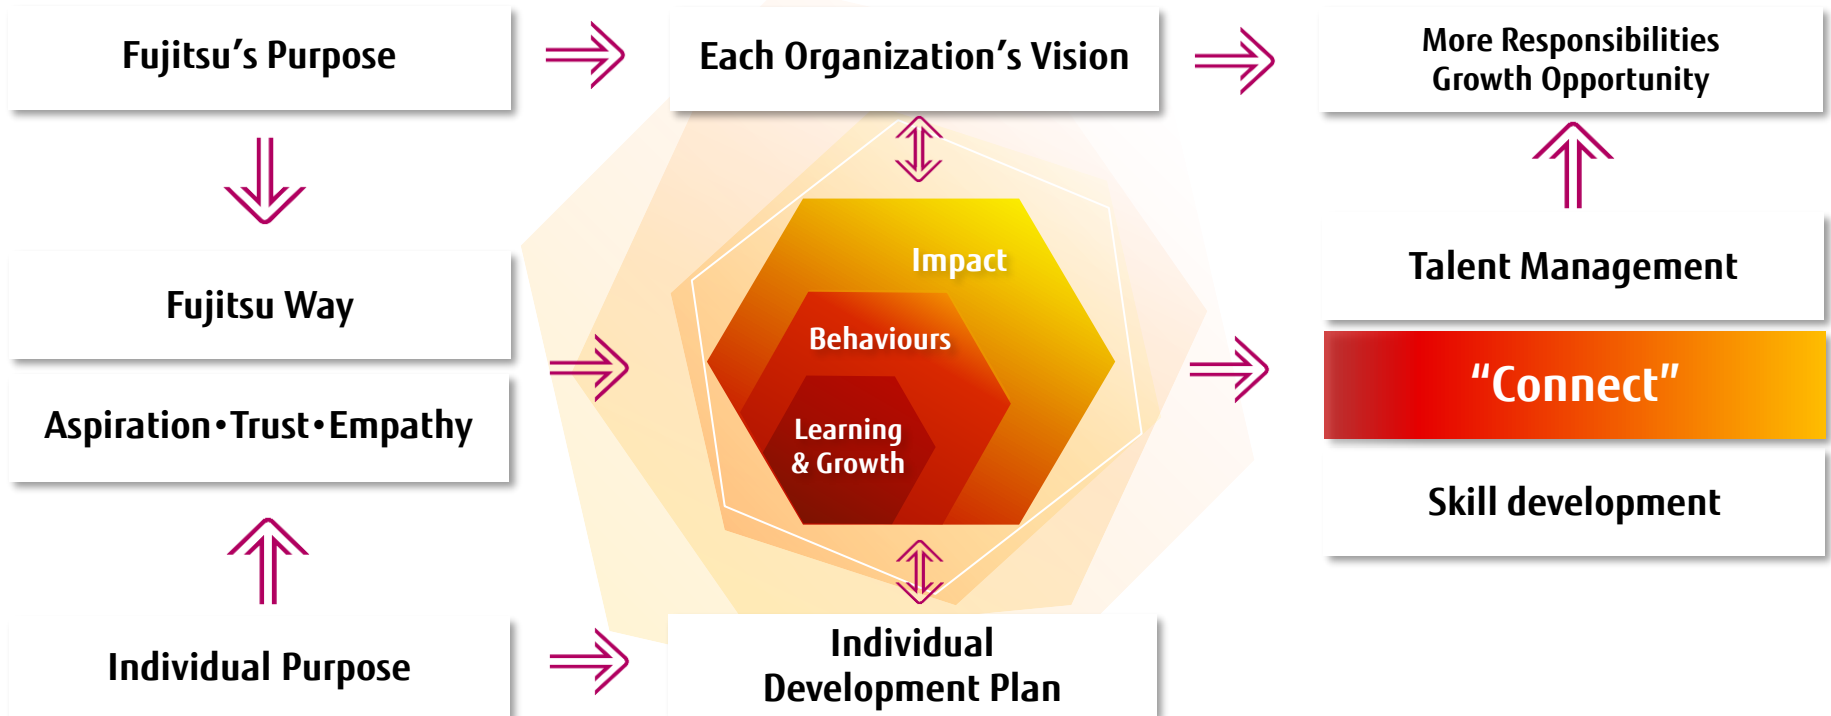 Fujitsu’s Purpose
Each Organization’s Vision
More Responsibilities
Growth Opportunity
Fujitsu Way
Aspiration・Trust・Empathy
Individual Purpose
Impact
Behaviours
Learning
& Growth
Individual
Development Plan
Talent Management
“Connect”
Skill development